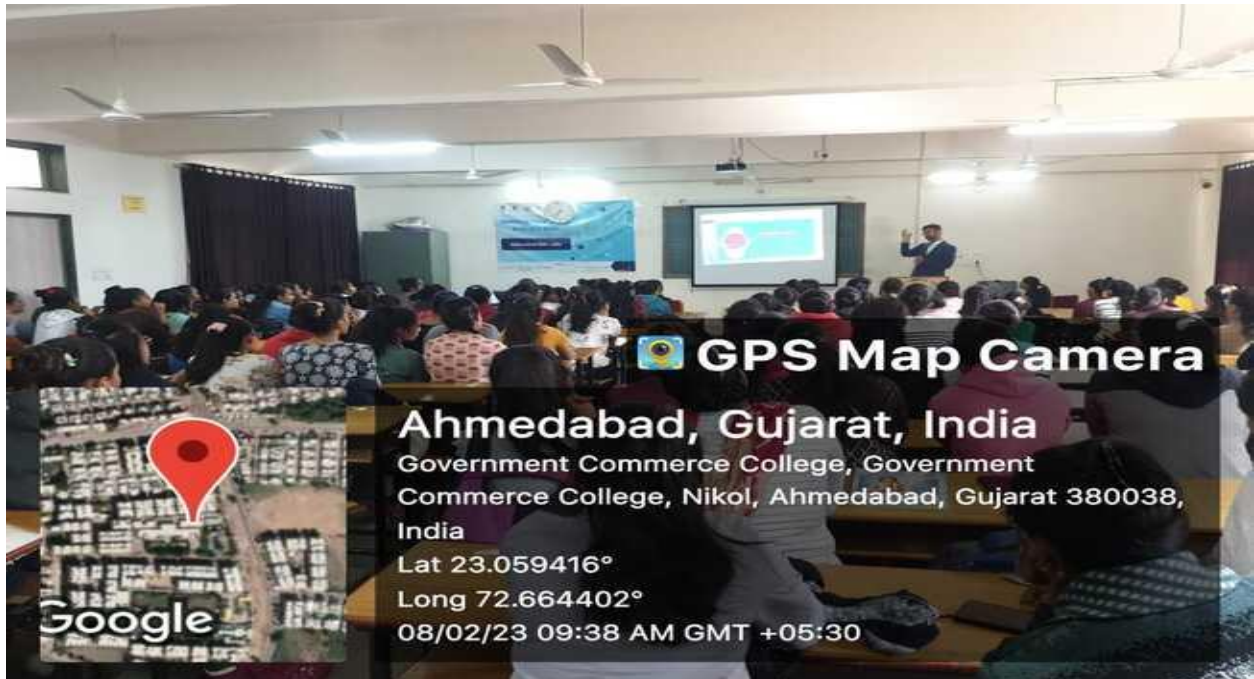 GPS Map Camera
Ahmedabad, Gujarat, India
Government Commerce College, Government
Commerce College, Nikol, Ahmedabad, Gujarat 380038,
India
Lat 23.059416°
Long 72.664402°
08/02/23 09:38 AM GMT +05:30
Google